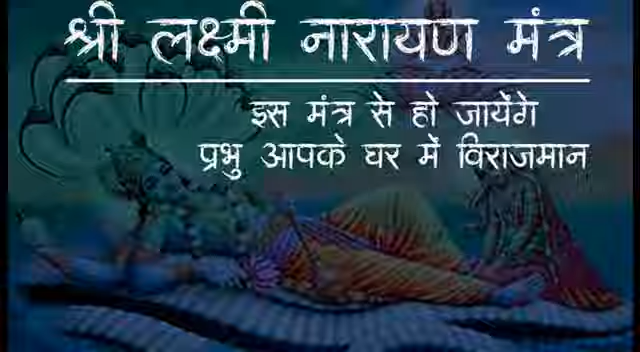 श्री लक्ष्मी नारायण मंत्र
इस मंत्र से हो जायेंगे
प्रभु आपके घर में विराजमान